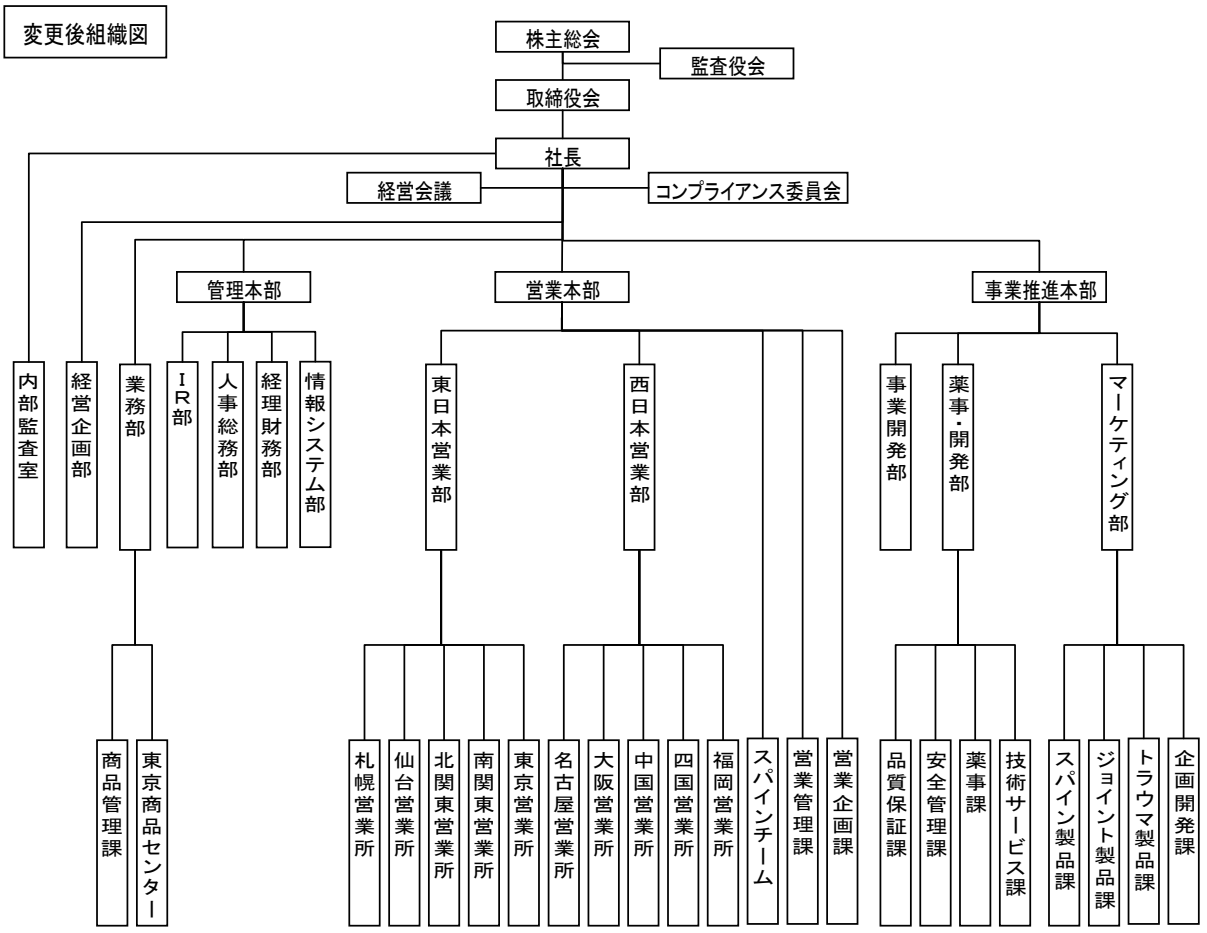 変更後組織図
株主総会
監査役会
取締役会
社長
経営会議
コンプライアンス委員会
管理本部
営業本部
事業推進本部
内部監査室
経営企画部
業務部
IR部
人事総務部
経理財務部
情報システム部
東日本営業部
西日本営業部
事業開発部
薬事・開発部
マーケティング部
商品管理課
東京商品センター
札幌営業所
仙台営業所
北関東営業所
南関東営業所
東京営業所
名古屋営業所
大阪営業所
中国営業所
四国営業所
福岡営業所
スパインチーム
営業管理課
営業企画課
品質保証課
安全管理課
薬事課
技術サービス課
スパイン製品課
ジョイント製品課
トラウマ製品課
企画開発課